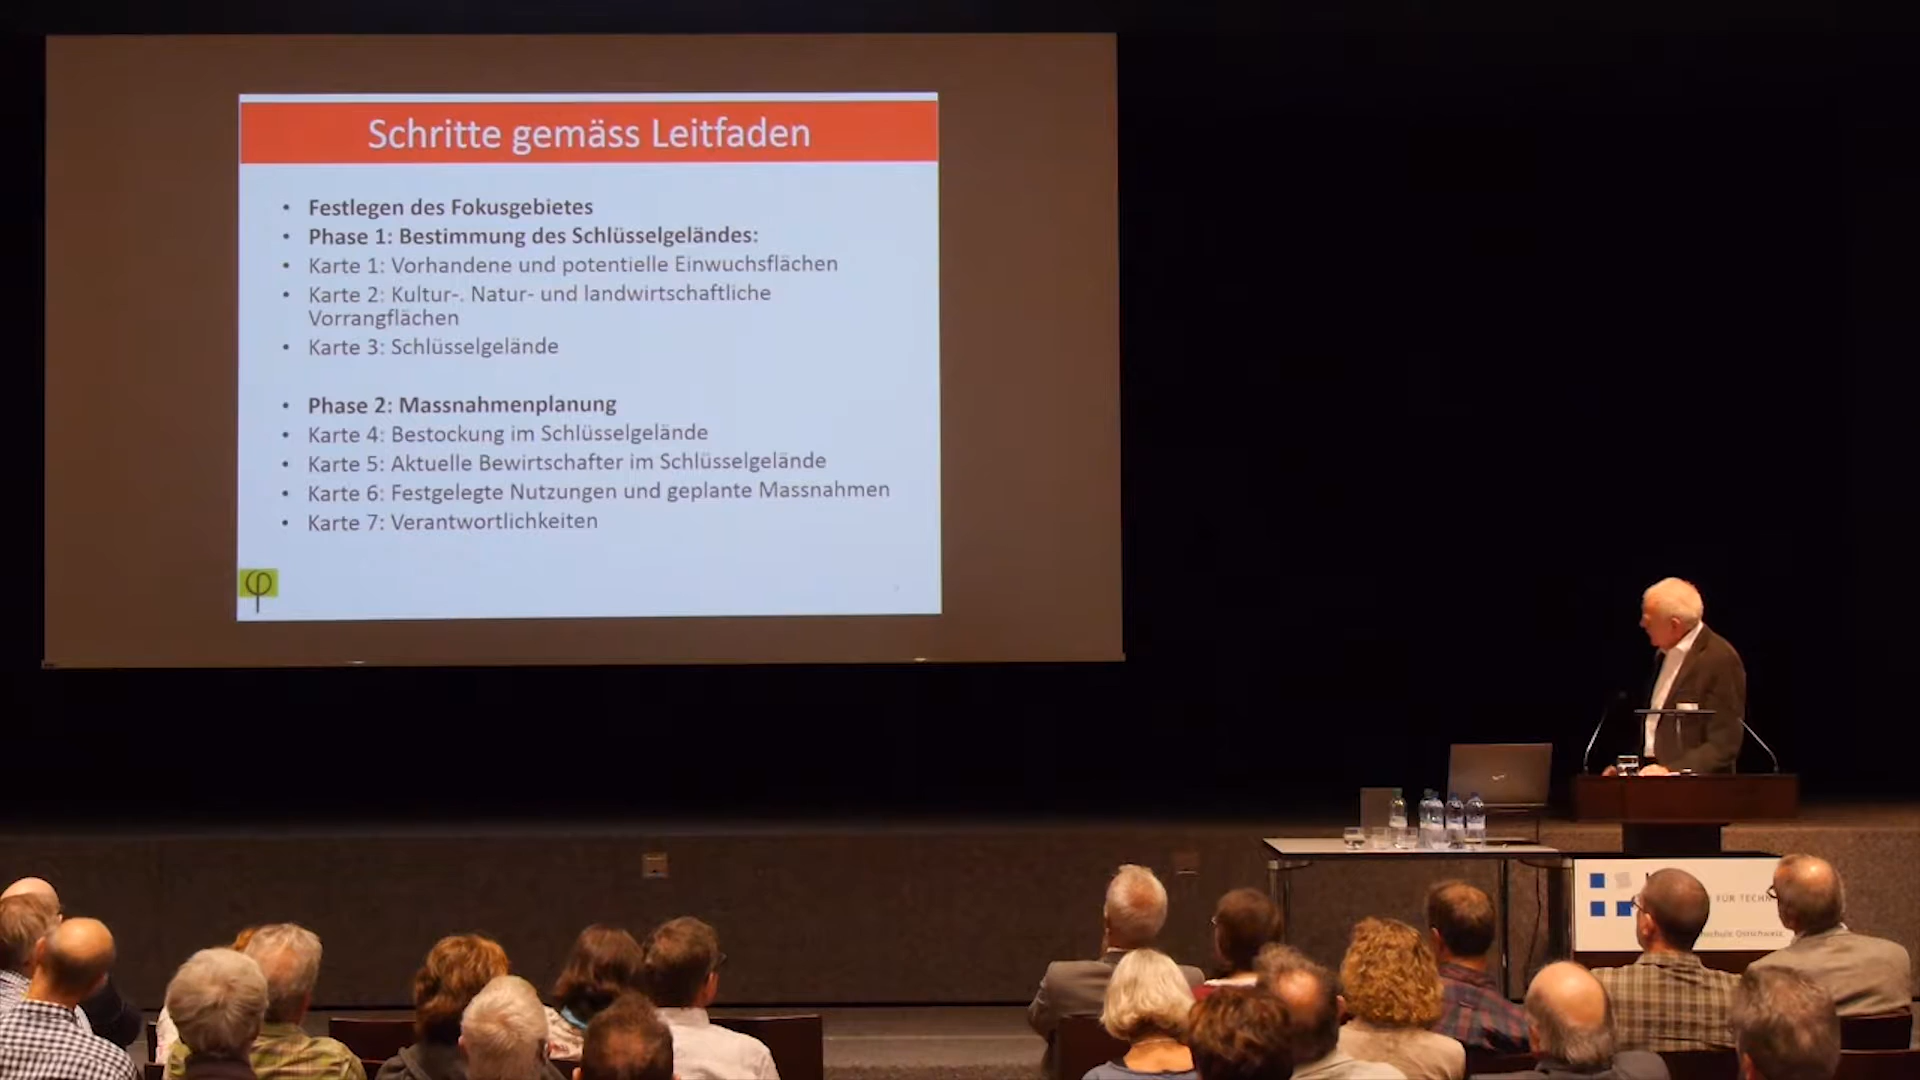 Schritte gemäss Leitfaden
• Festlegen des Fokusgebietes
• Phase 1: Bestimmung des Schlüsselgeländes:
• Karte 1: Vorhandene und potentielle Einwuchsflächen
• Karte 2: Kultur-. Natur- und landwirtschaftliche
Vorrangflächen
• Karte 3: Schlüsselgelände
• Phase 2: Massnahmenplanung
• Karte 4: Bestockung im Schlüsselgelände
• Karte 5: Aktuelle Bewirtschafter im Schlüsselgelände
• Karte 6: Festgelegte Nutzungen und geplante Massnahmen
• Karte 7: Verantwortlichkeiten
φ
FÜR TECHN